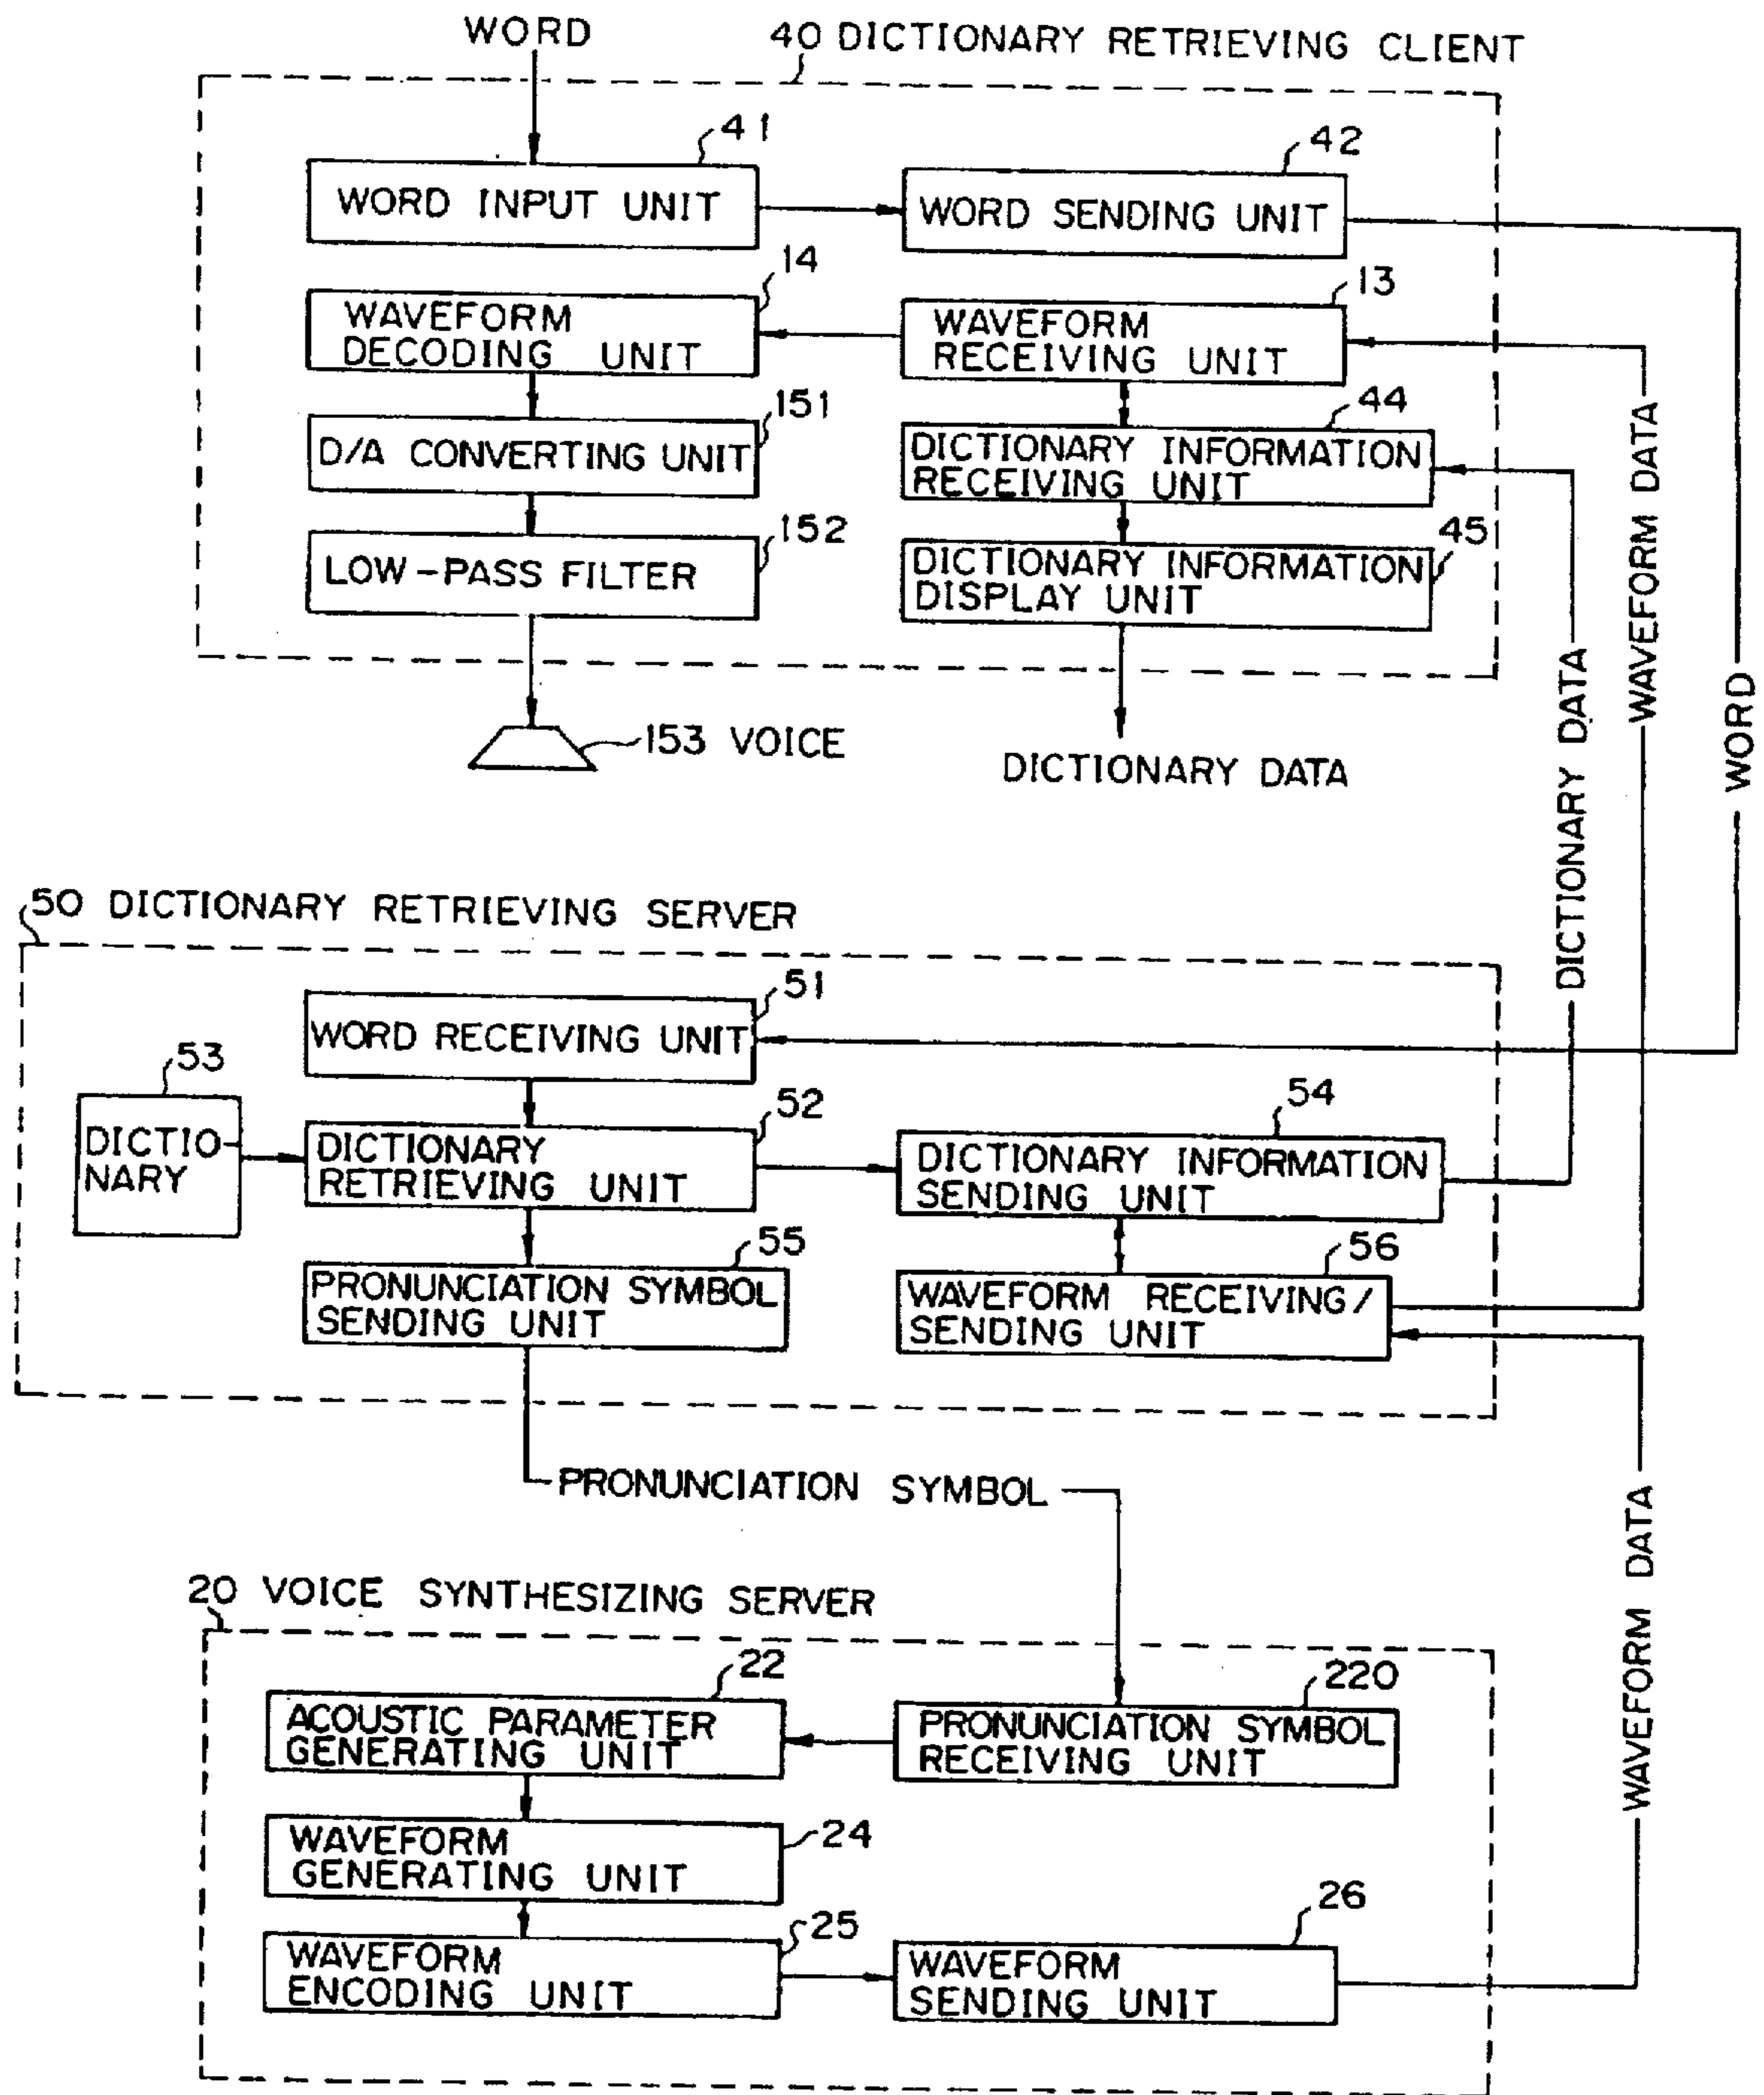 WORD
40 DICTIONARY RETRIEVING CLIENT
41
WORD INPUT UNIT
42
WORD SENDING UNIT
14
WAVEFORM
DECODING UNIT
13
WAVEFORM
RECEIVING UNIT
151
D/A CONVERTING UNIT
44
DICTIONARY INFORMATION
RECEIVING UNIT
152
LOW-PASS FILTER
45
DICTIONARY INFORMATION
DISPLAY UNIT
153 VOICE
DICTIONARY DATA
DICTIONARY DATA
WAVEFORM DATA
WORD
50 DICTIONARY RETRIEVING SERVER
51
WORD RECEIVING UNIT
53
DICTIO-
NARY
52
DICTIONARY
RETRIEVING UNIT
54
DICTIONARY INFORMATION
SENDING UNIT
55
PRONUNCIATION SYMBOL
SENDING UNIT
56
WAVEFORM RECEIVING/
SENDING UNIT
PRONUNCIATION SYMBOL
WAVEFORM DATA
20 VOICE SYNTHESIZING SERVER
22
ACOUSTIC PARAMETER
GENERATING UNIT
220
PRONUNCIATION SYMBOL
RECEIVING UNIT
24
WAVEFORM
GENERATING UNIT
25
WAVEFORM
ENCODING UNIT
26
WAVEFORM
SENDING UNIT